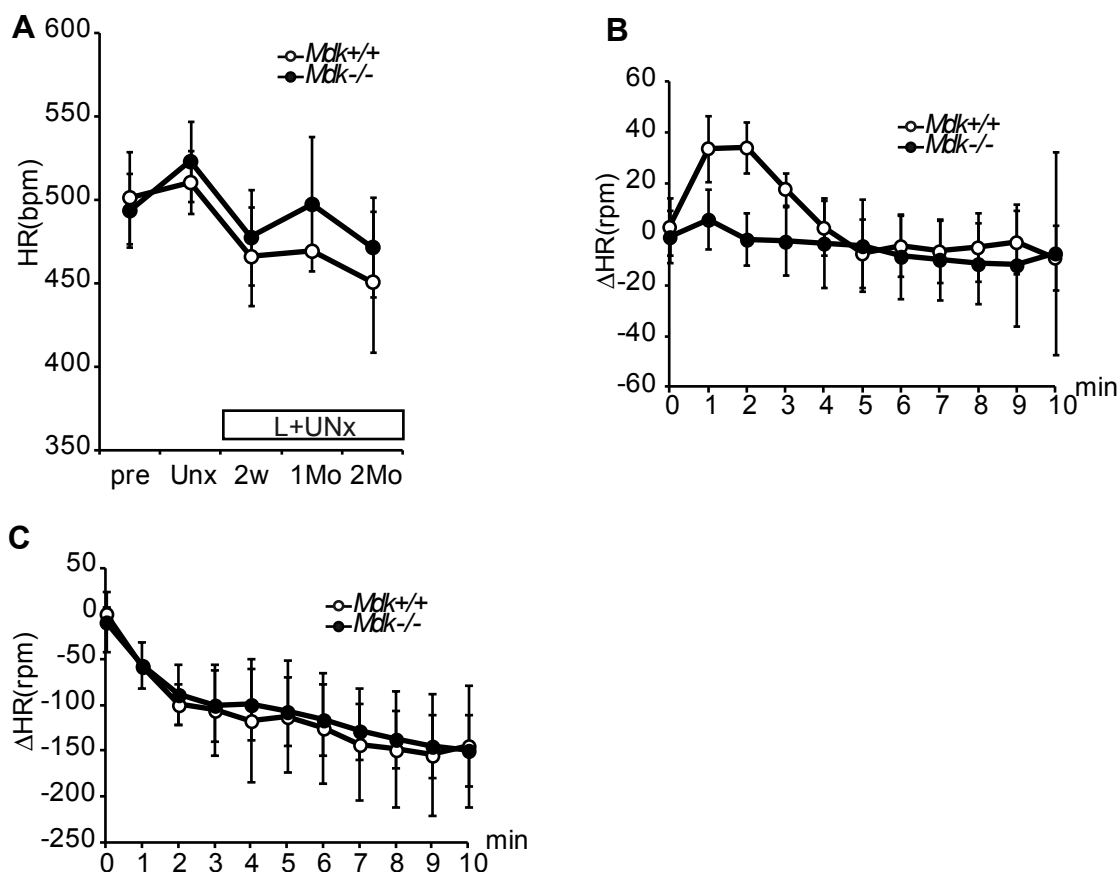 A
600
550
500
450
400
350
HR(bpm)
Mdk+/+
Mdk-/-
L+UNx
pre Unx 2w 1Mo 2Mo
B
60
40
20
0
-20
-40
-60
ΔHR(rpm)
Mdk+/+
Mdk-/-
0 1 2 3 4 5 6 7 8 9 10
min
C
50
0
-50
-100
-150
-200
-250
ΔHR(rpm)
Mdk+/+
Mdk-/-
0 1 2 3 4 5 6 7 8 9 10
min